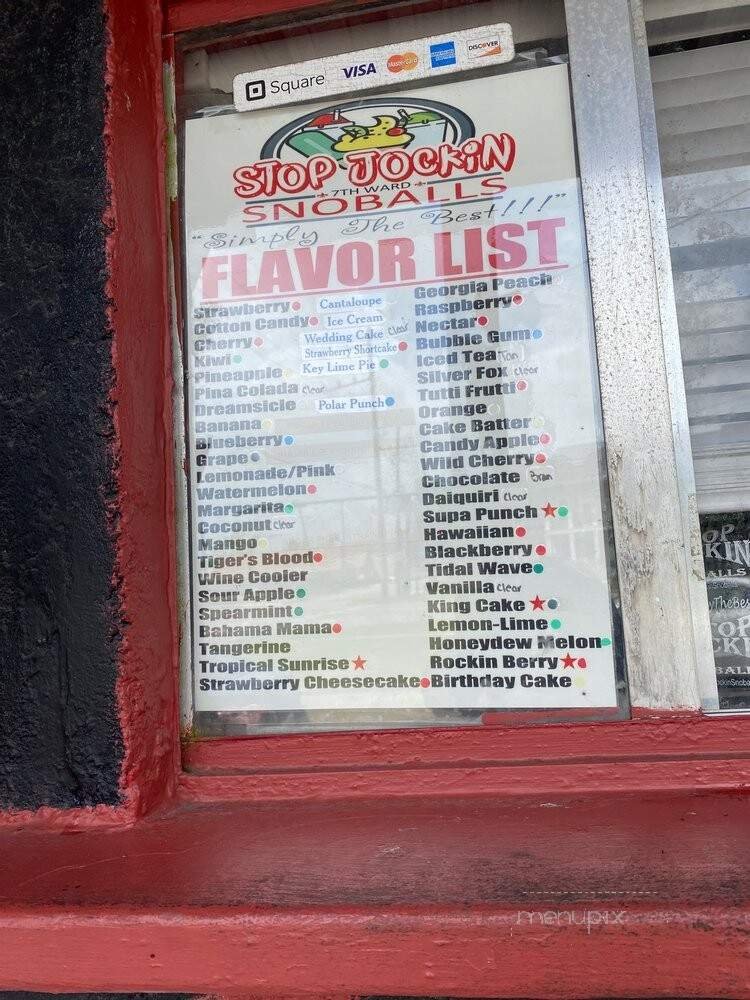 Square VISA MasterCard AMERICAN EXPRESS DISCOVER
STOP JOCKIN
7TH WARD
SNOBALLS
"Simply The Best!!!"
FLAVOR LIST
Strawberry
Cotton Candy
Cherry
Kiwi
Pineapple
Pina Colada clear
Dreamsicle
Banana
Blueberry
Grape
Lemonade/Pink
Watermelon
Margarita
Coconut clear
Mango
Tiger's Blood
Wine Cooler
Sour Apple
Spearmint
Bahama Mama
Tangerine
Tropical Sunrise
Strawberry Cheesecake
Cantaloupe
Ice Cream
Wedding Cake clear
Strawberry Shortcake
Key Lime Pie
Polar Punch
Georgia Peach
Raspberry
Nectar
Bubble Gum
Iced Tea Tan
Silver Fox clear
Tutti Frutti
Orange
Cake Batter
Candy Apple
Wild Cherry
Chocolate
Daiquiri clear
Supa Punch
Hawaiian
Blackberry
Tidal Wave
Vanilla clear
King Cake
Lemon-Lime
Honeydew Melon
Rockin Berry
Birthday Cake
menupix